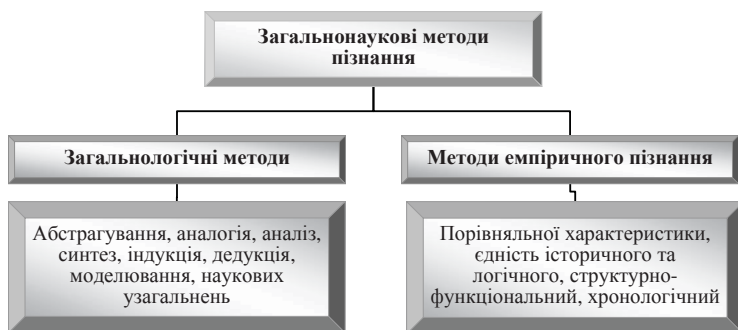 Загальнонаукові методи
пізнання
Загальнологічні методи
Методи емпіричного пізнання
Абстрагування, аналогія, аналіз,
синтез, індукція, дедукція,
моделювання, наукових
узагальнень
Порівняльної характеристики,
єдність історичного та
логічного, структурно-
функціональний, хронологічний